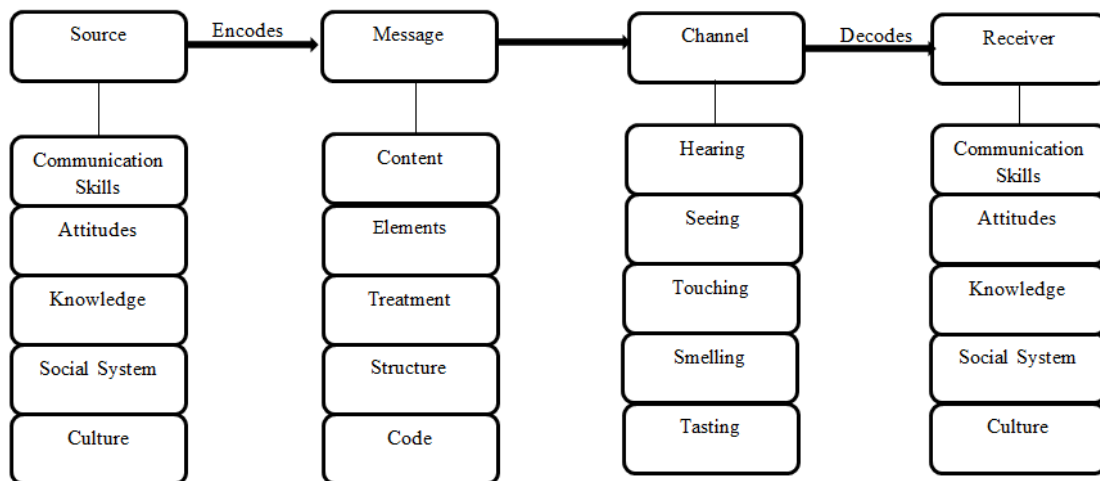 Source
Encodes
Message
Channel
Decodes
Receiver
Communication
Skills
Attitudes
Knowledge
Social System
Culture
Content
Elements
Treatment
Structure
Code
Hearing
Seeing
Touching
Smelling
Tasting
Communication
Skills
Attitudes
Knowledge
Social System
Culture